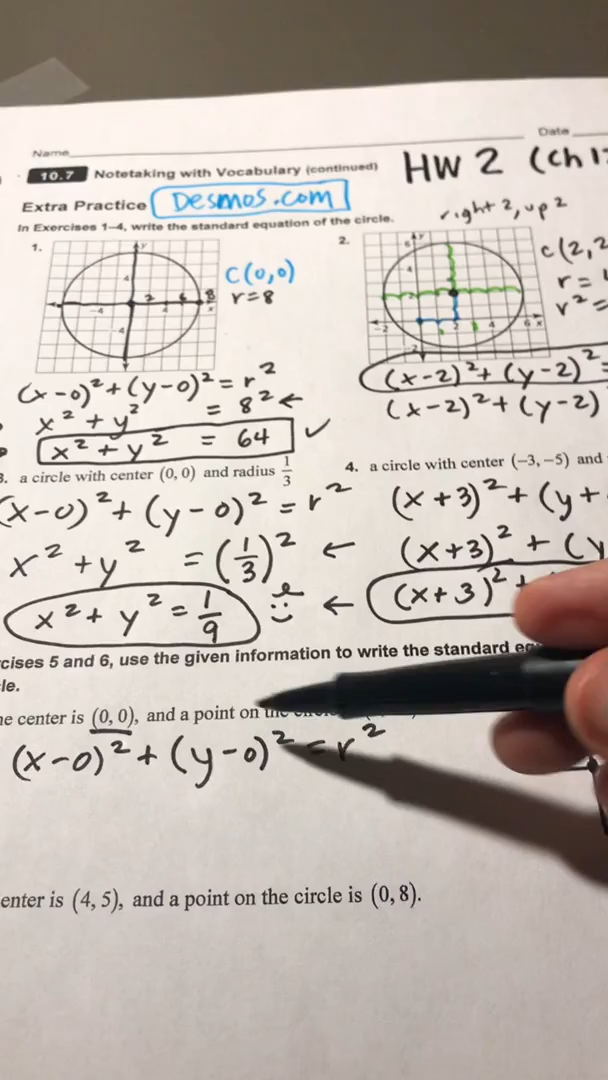 Name Date
10.7 Notetaking with Vocabulary (continued) HW 2 (Ch 1
Extra Practice Desmos.com
In Exercises 1–4, write the standard equation of the circle. right 2, up 2
1. C(0,0) r=8
2. C(2,2 r= r²=
(x-0)²+(y-0)²=r²
x²+y² = 8² ←
x²+y² = 64 ✓
(x-2)²+(y-2)²=
(x-2)²+(y-2)
3. a circle with center (0, 0) and radius 1/3
4. a circle with center (−3, −5) and
(x-0)²+(y-0)²=r²
x²+y² = (1/3)² ←
x²+y²=1/9 ←
(x+3)²+(y+
(x+3)²+(y
(x+3)²+
cises 5 and 6, use the given information to write the standard
le.
he center is (0, 0), and a point on the
(x-0)²+(y-0)²=r²
enter is (4, 5), and a point on the circle is (0, 8).